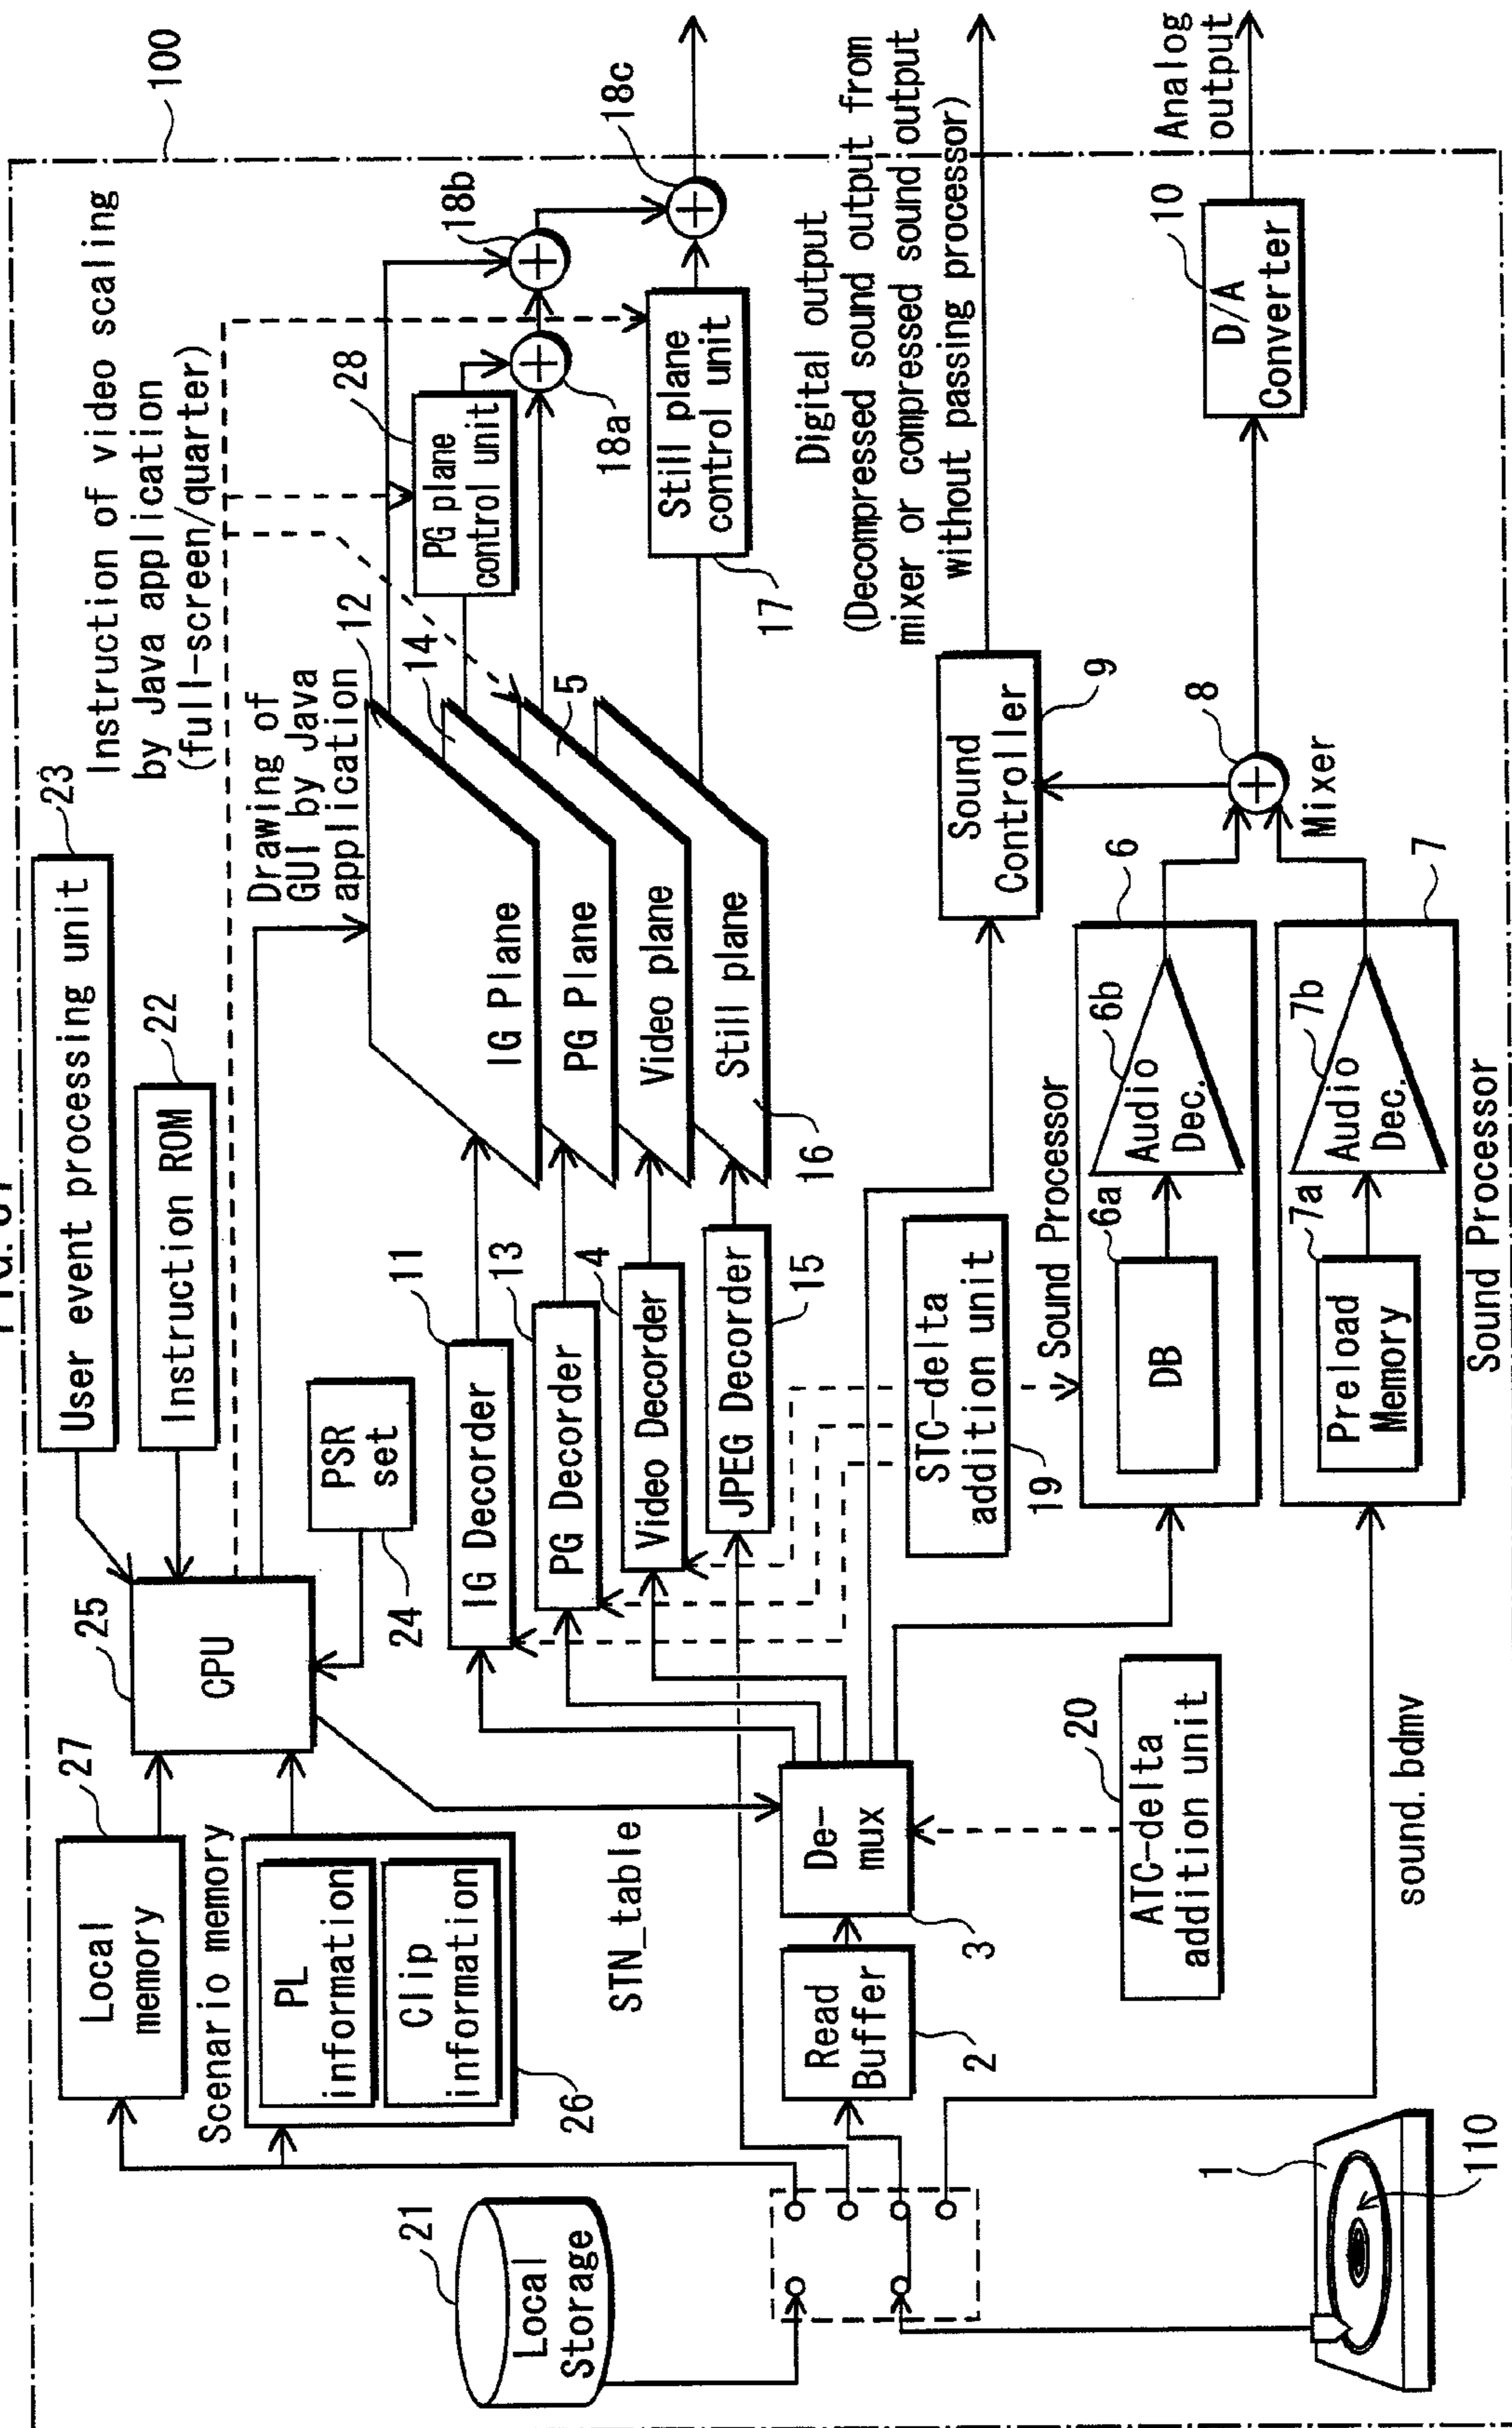 100
Instruction of video scaling
by Java application
(full-screen/quarter)
23
User event processing unit
22
Instruction ROM
Drawing of
GUI by Java
application
25
CPU
PSR
set
24
27
Local
memory
Scenario memory
PL
information
Clip
information
26
STN_table
21
Local
Storage
12
14
5
IG Plane
PG Plane
Video plane
Still plane
16
28
PG plane
control unit
18a
18b
18c
Still plane
control unit
17
11
IG Decorder
13
PG Decorder
4
Video Decorder
JPEG Decorder
15
De-
mux
3
Read
Buffer
2
STC-delta
addition unit
19
20
ATC-delta
addition unit
Digital output
(Decompressed sound output from
mixer or compressed sound output
without passing processor)
Sound
Controller
9
8
Mixer
10
D/A
Converter
Analog
output
Sound Processor
6
6a
DB
6b
Audio
Dec.
7
7a
Preload
Memory
7b
Audio
Dec.
Sound Processor
sound.bdmv
1
110